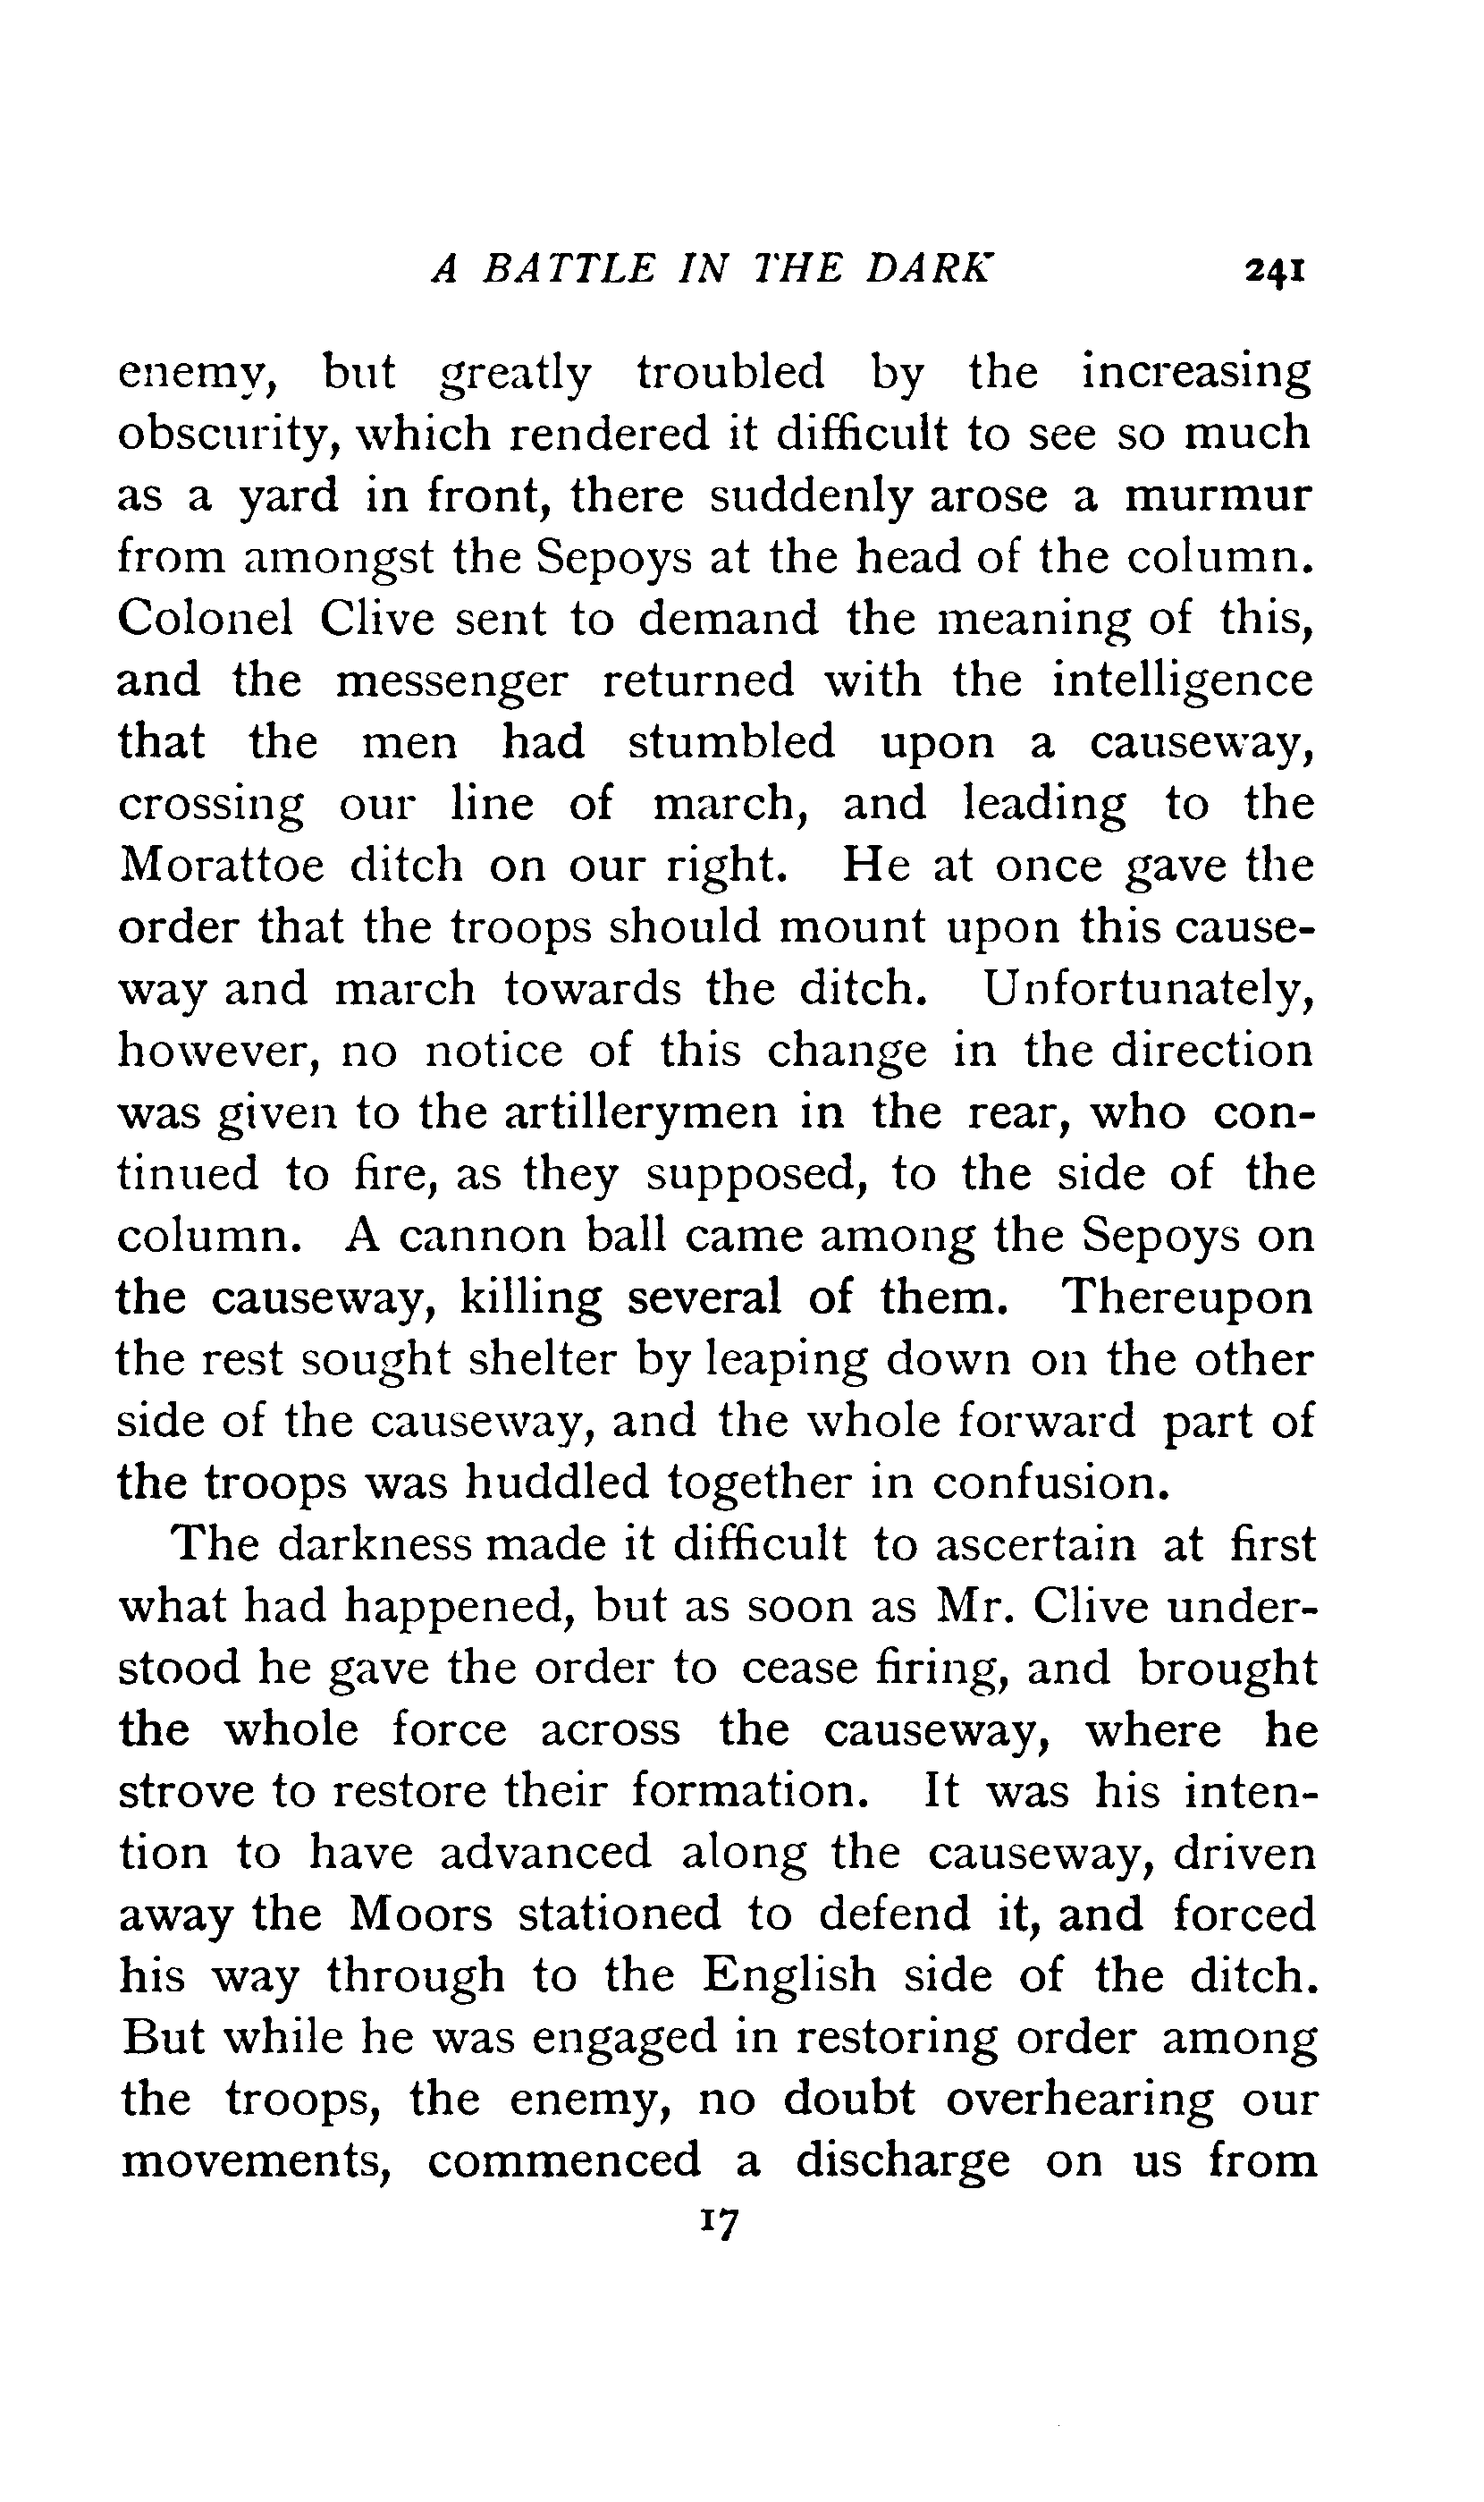 A BATTLE IN THE DARK 241
enemy, but greatly troubled by the increasing
obscurity, which rendered it difficult to see so much
as a yard in front, there suddenly arose a murmur
from amongst the Sepoys at the head of the column.
Colonel Clive sent to demand the meaning of this,
and the messenger returned with the intelligence
that the men had stumbled upon a causeway,
crossing our line of march, and leading to the
Morattoe ditch on our right. He at once gave the
order that the troops should mount upon this cause-
way and march towards the ditch. Unfortunately,
however, no notice of this change in the direction
was given to the artillerymen in the rear, who con-
tinued to fire, as they supposed, to the side of the
column. A cannon ball came among the Sepoys on
the causeway, killing several of them. Thereupon
the rest sought shelter by leaping down on the other
side of the causeway, and the whole forward part of
the troops was huddled together in confusion.
The darkness made it difficult to ascertain at first
what had happened, but as soon as Mr. Clive under-
stood he gave the order to cease firing, and brought
the whole force across the causeway, where he
strove to restore their formation. It was his inten-
tion to have advanced along the causeway, driven
away the Moors stationed to defend it, and forced
his way through to the English side of the ditch.
But while he was engaged in restoring order among
the troops, the enemy, no doubt overhearing our
movements, commenced a discharge on us from
17